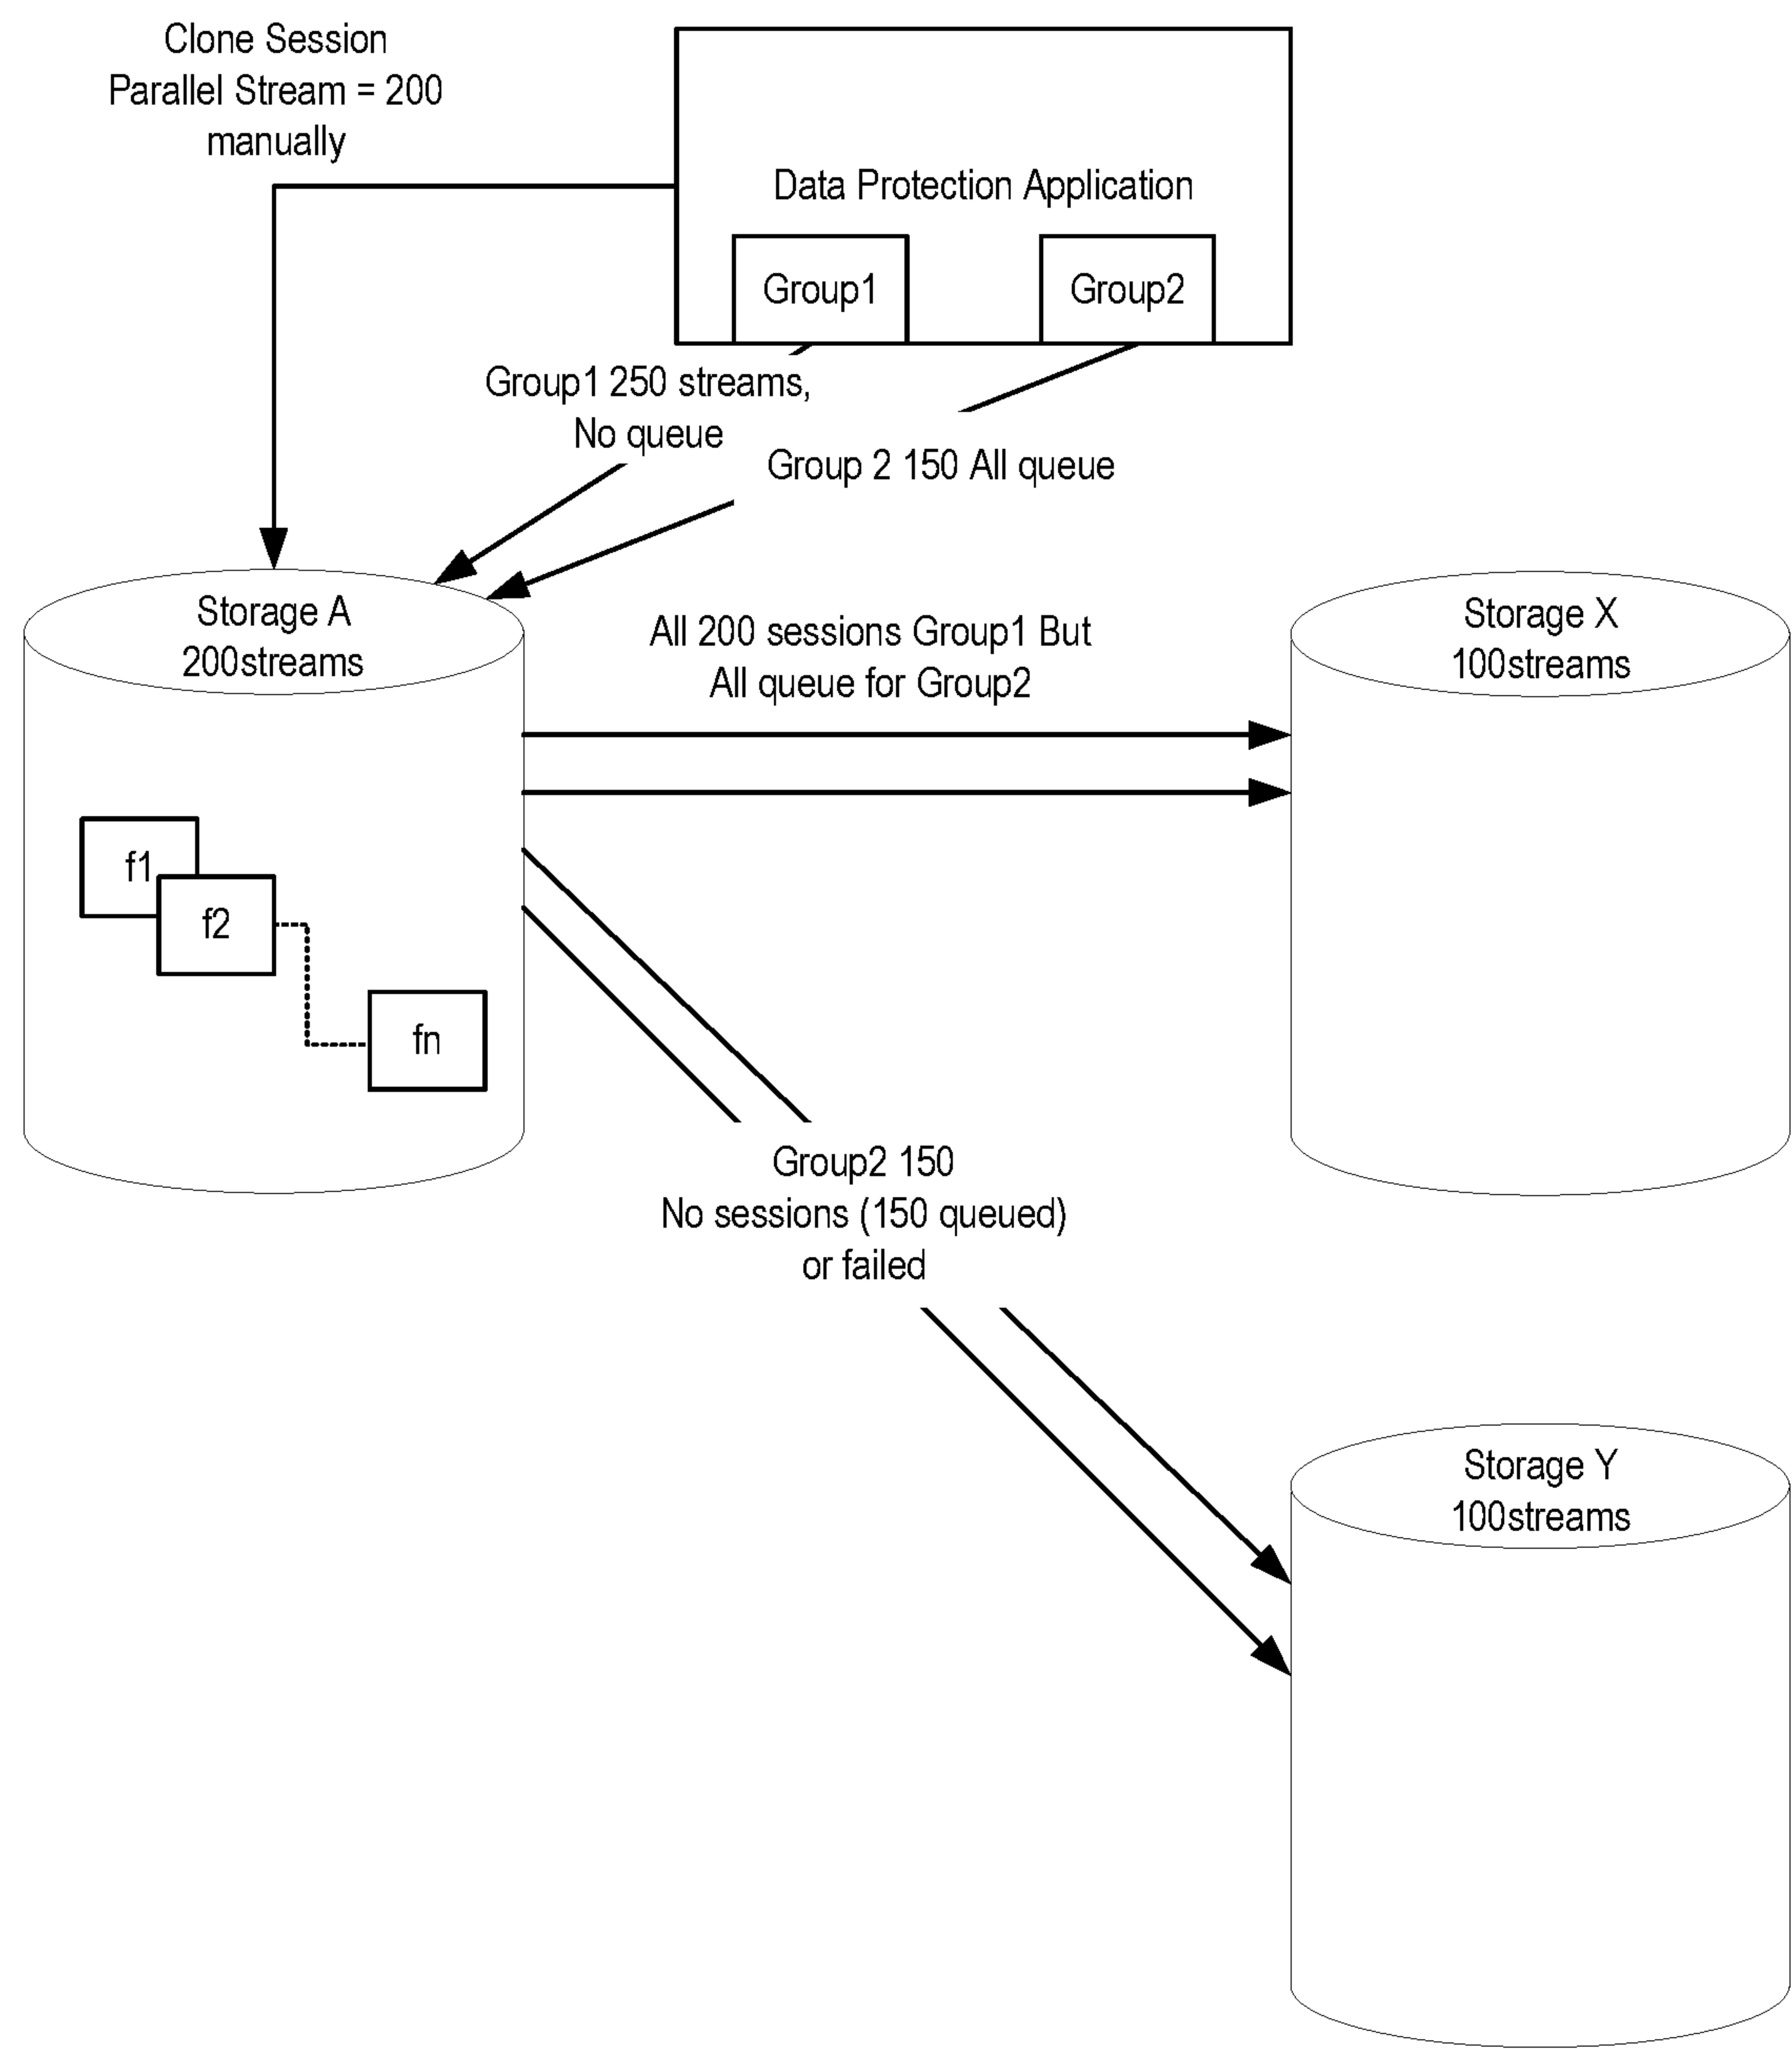 Clone Session
Parallel Stream = 200
manually
Data Protection Application
Group1
Group2
Group1 250 streams,
No queue
Group 2 150 All queue
Storage A
200streams
All 200 sessions Group1 But
All queue for Group2
Storage X
100streams
f1
f2
fn
Group2 150
No sessions (150 queued)
or failed
Storage Y
100streams